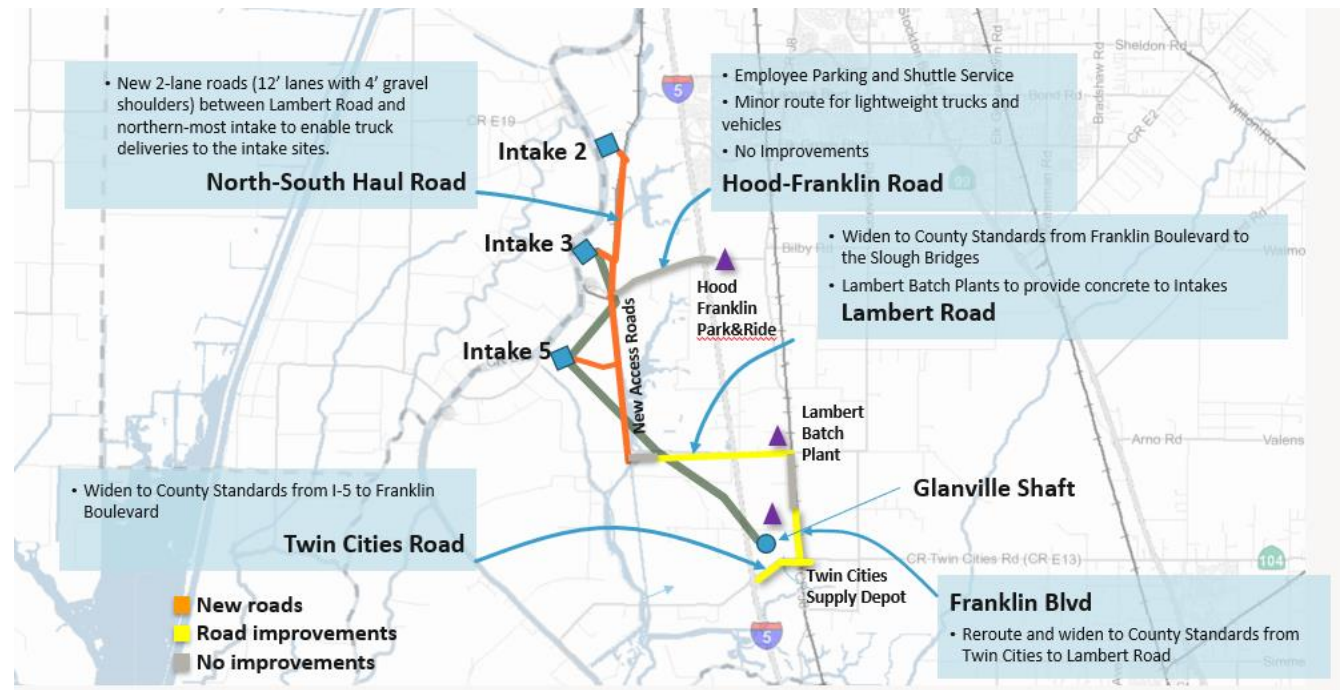 • New 2-lane roads (12' lanes with 4' gravel
shoulders) between Lambert Road and
northern-most intake to enable truck
deliveries to the intake sites.
North-South Haul Road
• Employee Parking and Shuttle Service
• Minor route for lightweight trucks and
vehicles
• No Improvements
Hood-Franklin Road
• Widen to County Standards from Franklin Boulevard to
the Slough Bridges
• Lambert Batch Plants to provide concrete to Intakes
Lambert Road
Intake 2
Intake 3
Intake 5
New Access Roads
Hood
Franklin
Park&Ride
Lambert
Batch
Plant
Glanville Shaft
• Widen to County Standards from I-5 to Franklin
Boulevard
Twin Cities Road
Twin Cities
Supply Depot
Franklin Blvd
• Reroute and widen to County Standards from
Twin Cities to Lambert Road
New roads
Road improvements
No improvements
5
5
99
104
CR E19
J8
Sheldon Rd
Bond Rd
Bradshaw Rd
CR E2
Wilton Rd
Bilby Rd
Arno Rd
Valens
CR Twin Cities Rd (CR E13)